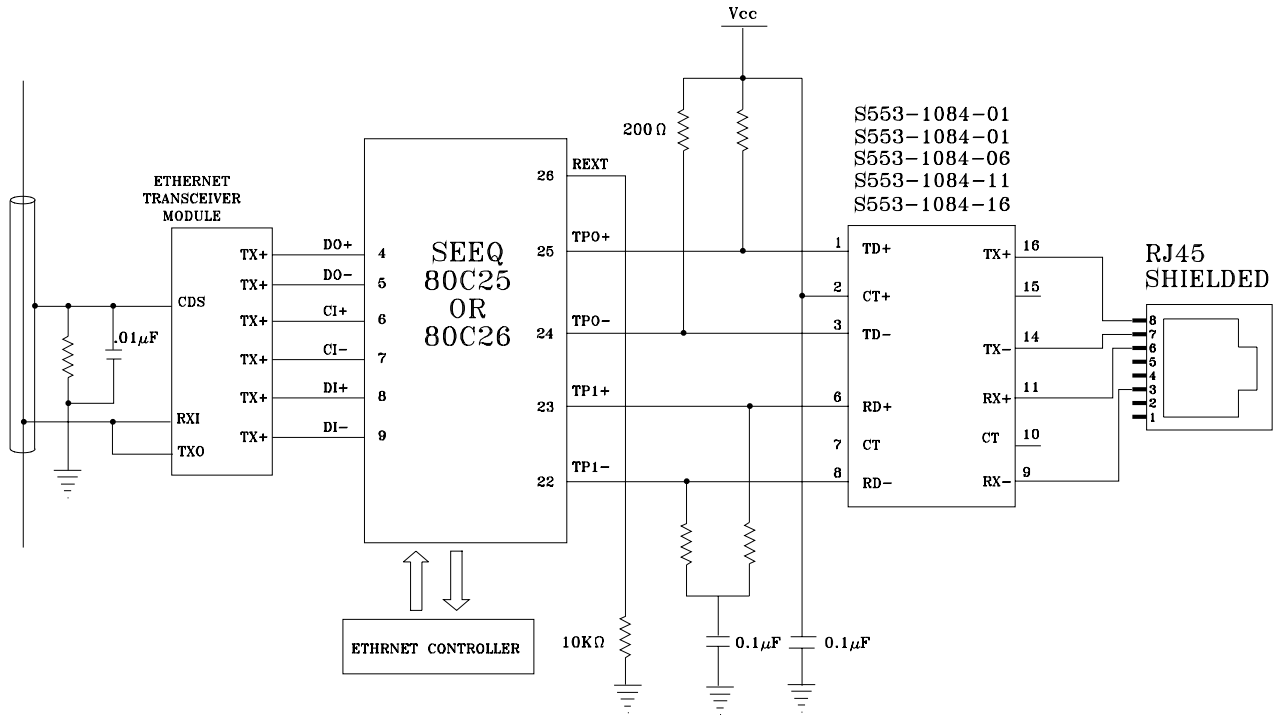 Vcc
S553-1084-01
S553-1084-01
S553-1084-06
S553-1084-11
S553-1084-16
200Ω
ETHERNET
TRANSCEIVER
MODULE
CDS
RXI
TXO
.01µF
TX+
TX+
TX+
TX+
TX+
TX+
DO+
DO-
CI+
CI-
DI+
DI-
4
5
6
7
8
9
SEEQ
80C25
OR
80C26
26
25
24
23
22
REXT
TPO+
TPO-
TP1+
TP1-
1
2
3
6
7
8
TD+
CT+
TD-
RD+
CT
RD-
TX+
TX-
RX+
CT
RX-
16
15
14
11
10
9
RJ45
SHIELDED
8
7
6
5
4
3
2
1
ETHRNET CONTROLLER
10KΩ
0.1µF
0.1µF